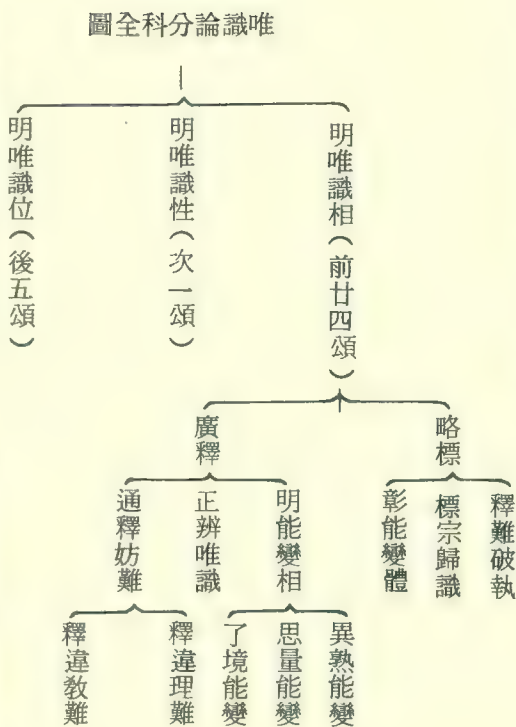 唯識論分科全圖
明唯識相（前廿四頌）
明唯識性（次一頌）
明唯識位（後五頌）
略標
廣釋
釋難破執
標宗歸識
彰能變體
明能變相
正辨唯識
通釋妨難
異熟能變
思量能變
了境能變
釋違理難
釋違教難